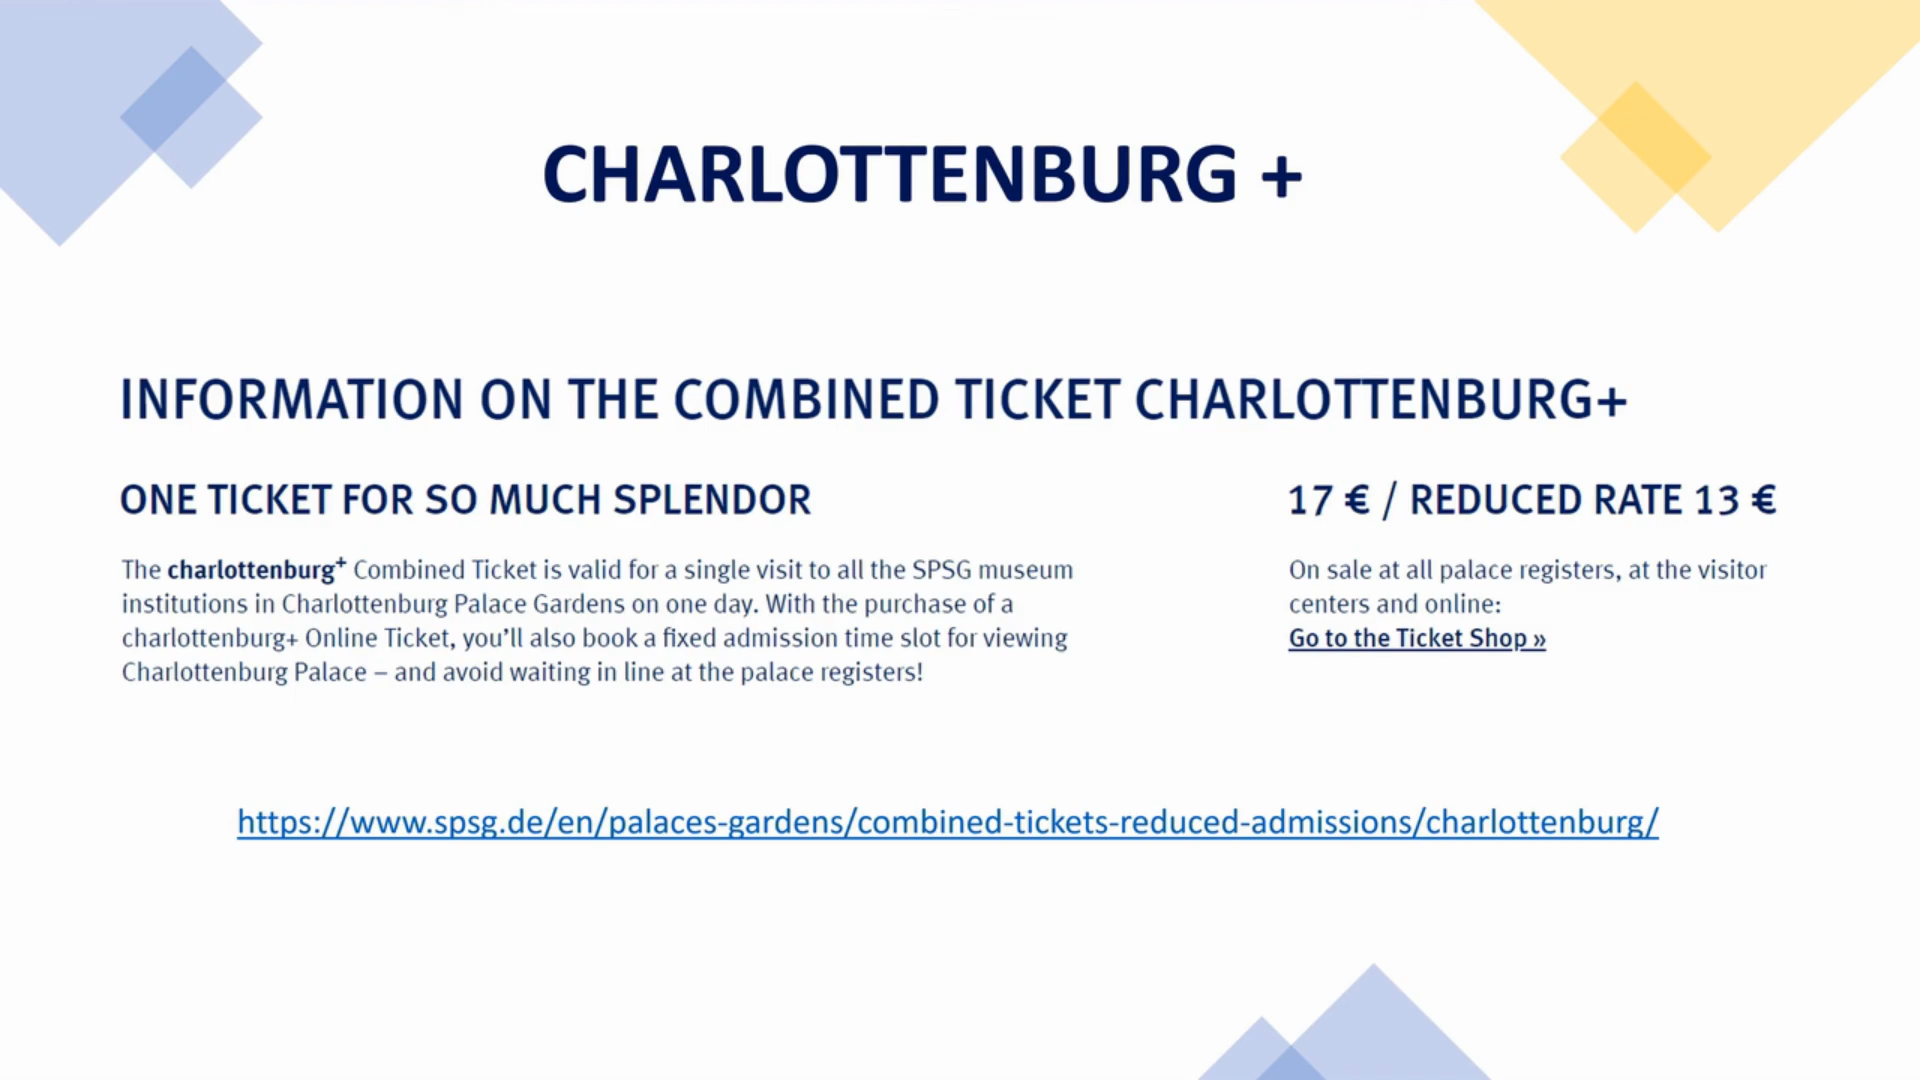 CHARLOTTENBURG +
INFORMATION ON THE COMBINED TICKET CHARLOTTENBURG+
ONE TICKET FOR SO MUCH SPLENDOR
The charlottenburg+ Combined Ticket is valid for a single visit to all the SPSG museum
institutions in Charlottenburg Palace Gardens on one day. With the purchase of a
charlottenburg+ Online Ticket, you’ll also book a fixed admission time slot for viewing
Charlottenburg Palace – and avoid waiting in line at the palace registers!
17 € / REDUCED RATE 13 €
On sale at all palace registers, at the visitor
centers and online:
Go to the Ticket Shop »
https://www.spsg.de/en/palaces-gardens/combined-tickets-reduced-admissions/charlottenburg/